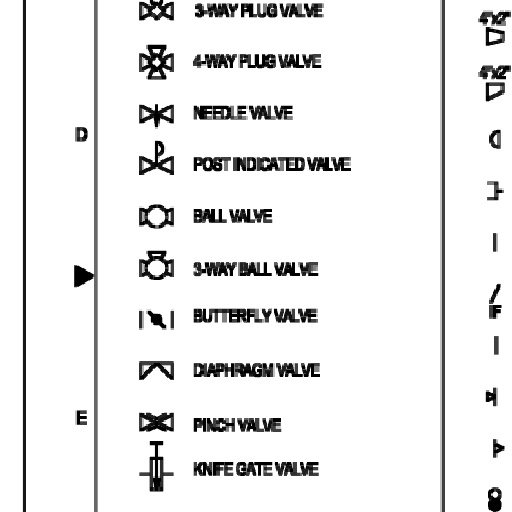 3-WAY PLUG VALVE
4-WAY PLUG VALVE
NEEDLE VALVE
D
POST INDICATED VALVE
BALL VALVE
3-WAY BALL VALVE
BUTTERFLY VALVE
DIAPHRAGM VALVE
E
PINCH VALVE
KNIFE GATE VALVE
4"x2"
4"x2"
IF